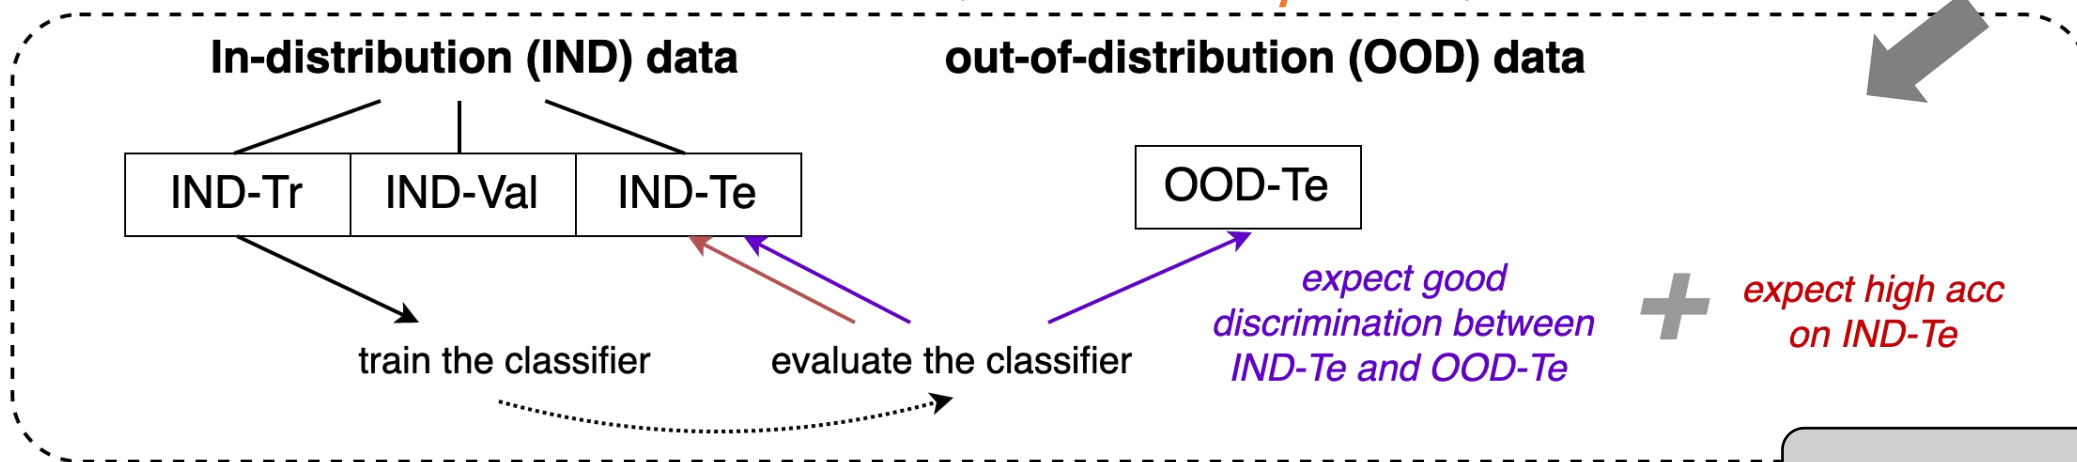 In-distribution (IND) data
out-of-distribution (OOD) data
IND-Tr
IND-Val
IND-Te
OOD-Te
train the classifier
evaluate the classifier
expect good
discrimination between
IND-Te and OOD-Te
+
expect high acc
on IND-Te